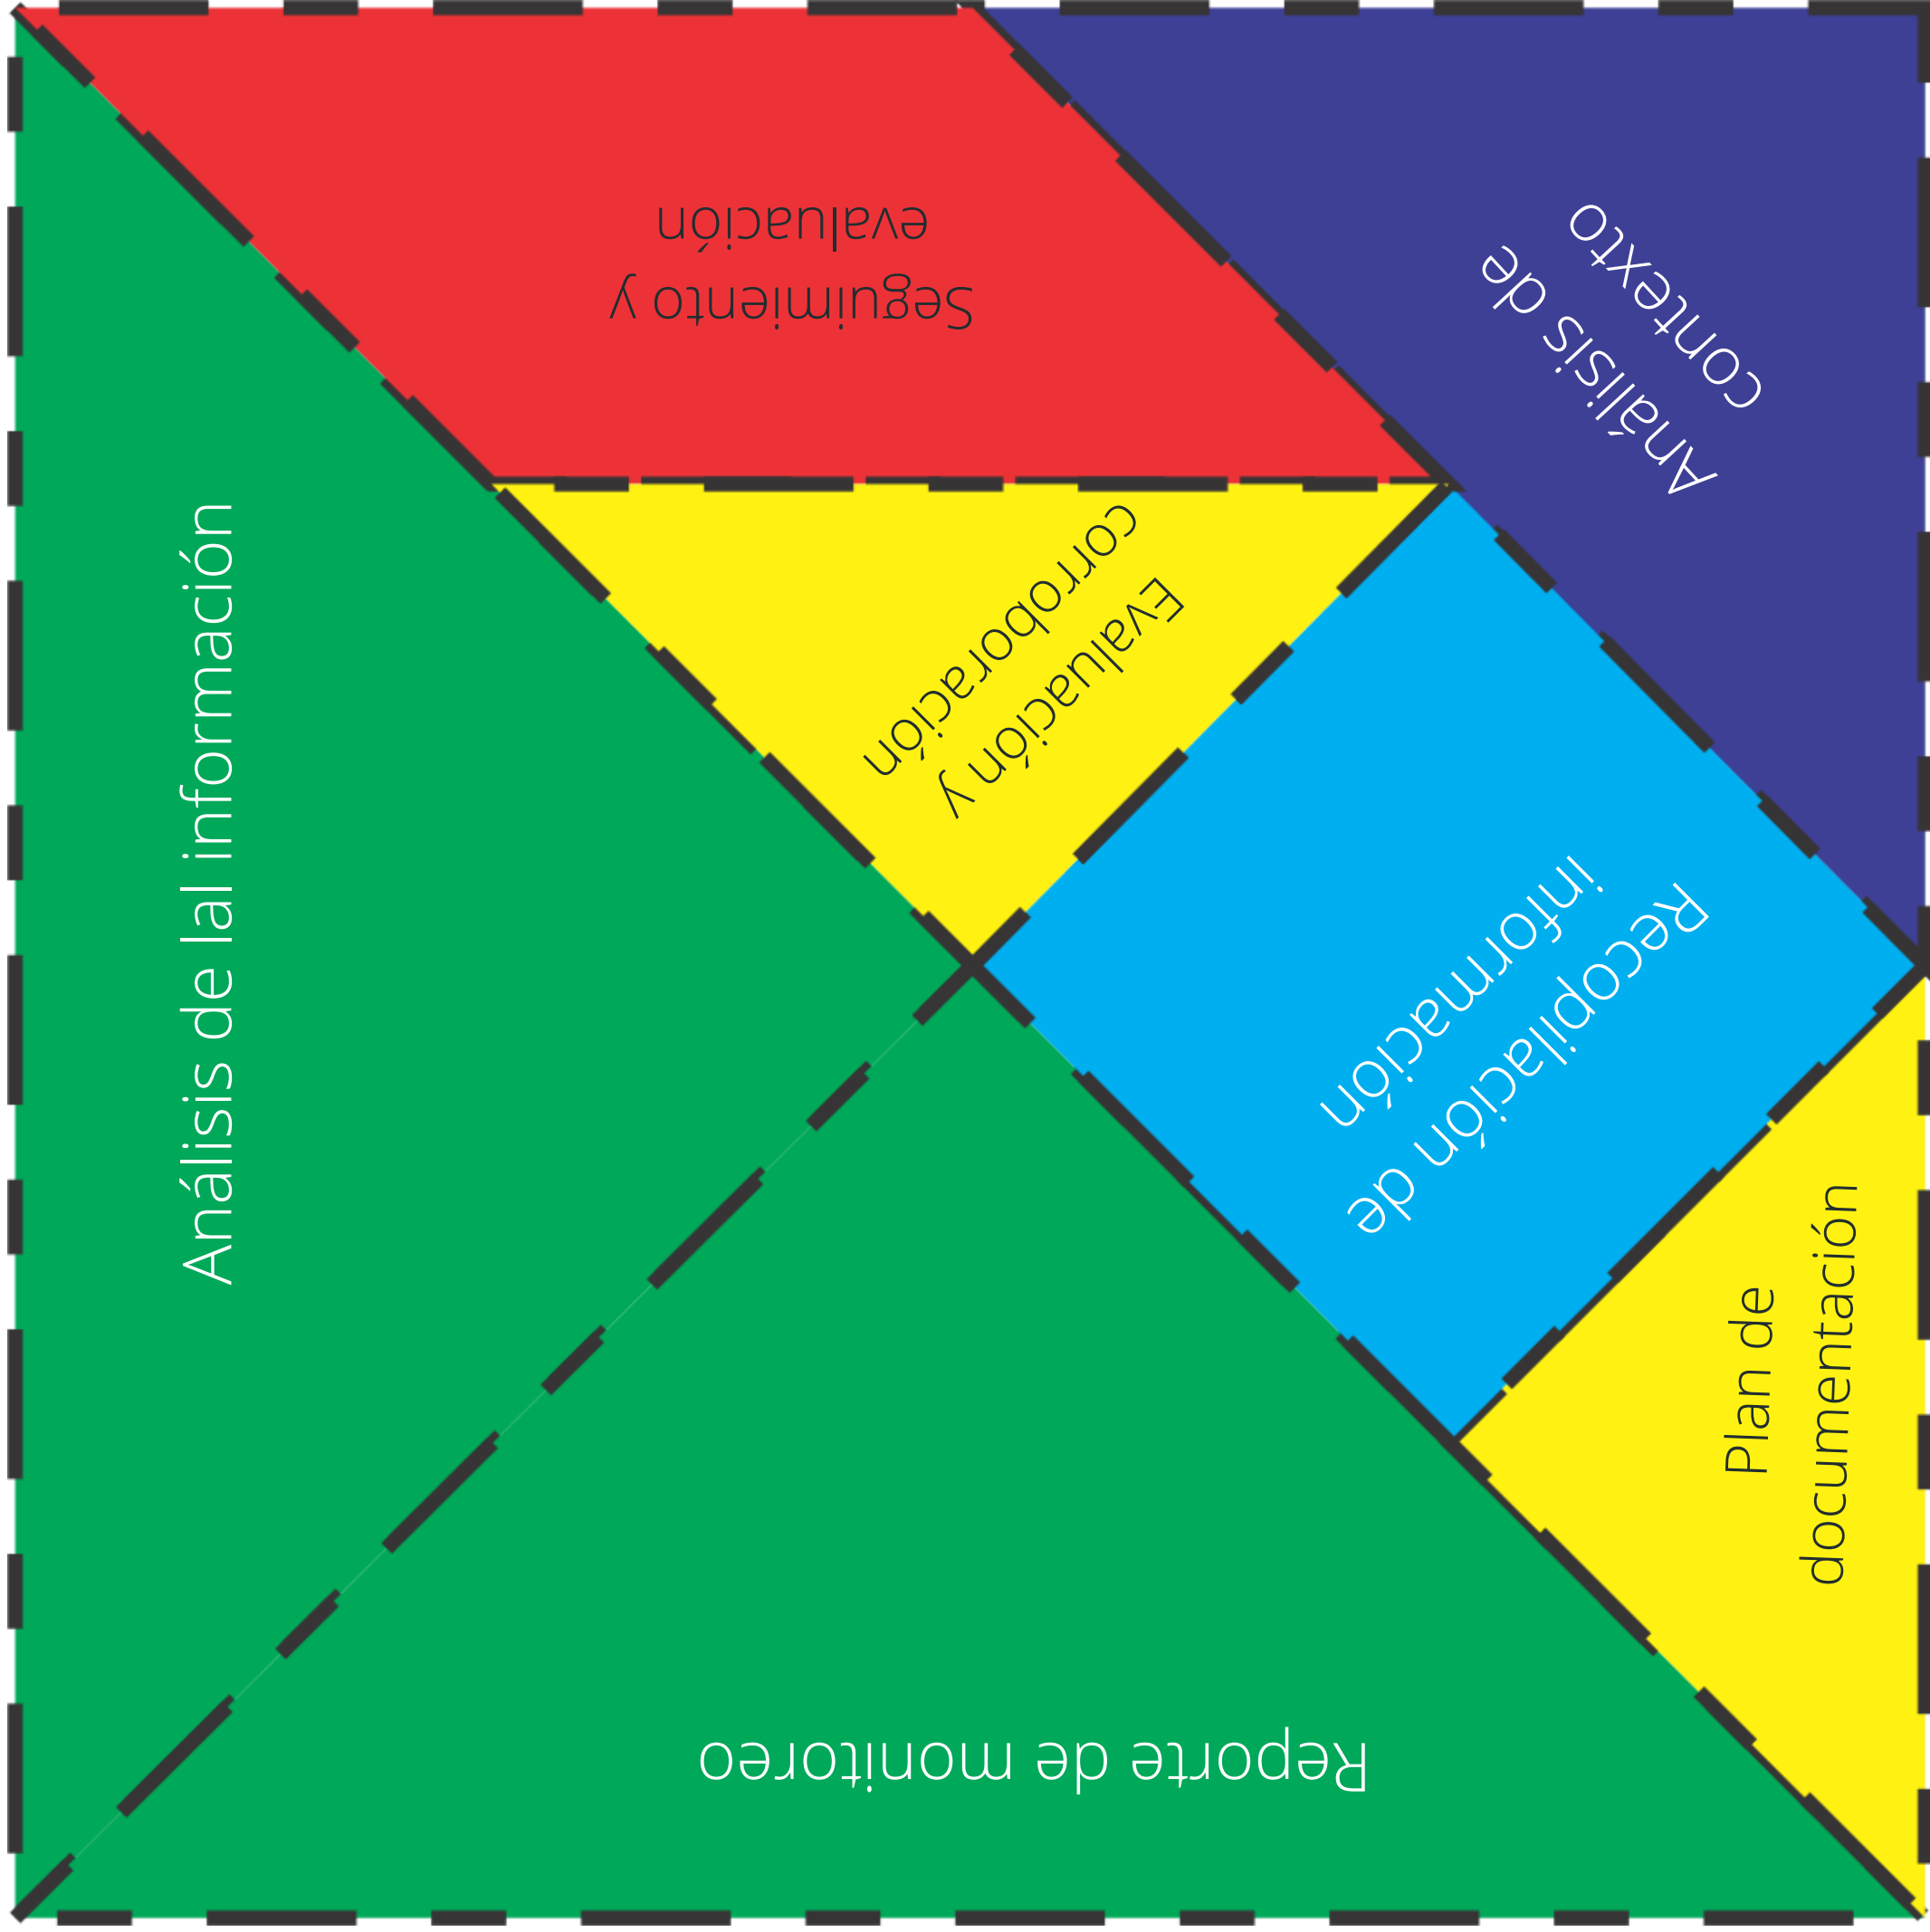 Seguimiento y
evaluación
Análisis de
contexto
Evaluación y
corroboración
Análisis de lal información
Recopilación de
información
Plan de
documentación
Reporte de monitoreo